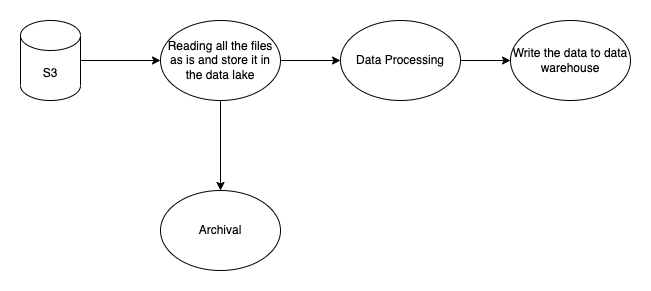 S3
Reading all the files
as is and store it in
the data lake
Data Processing
Write the data to data
warehouse
Archival